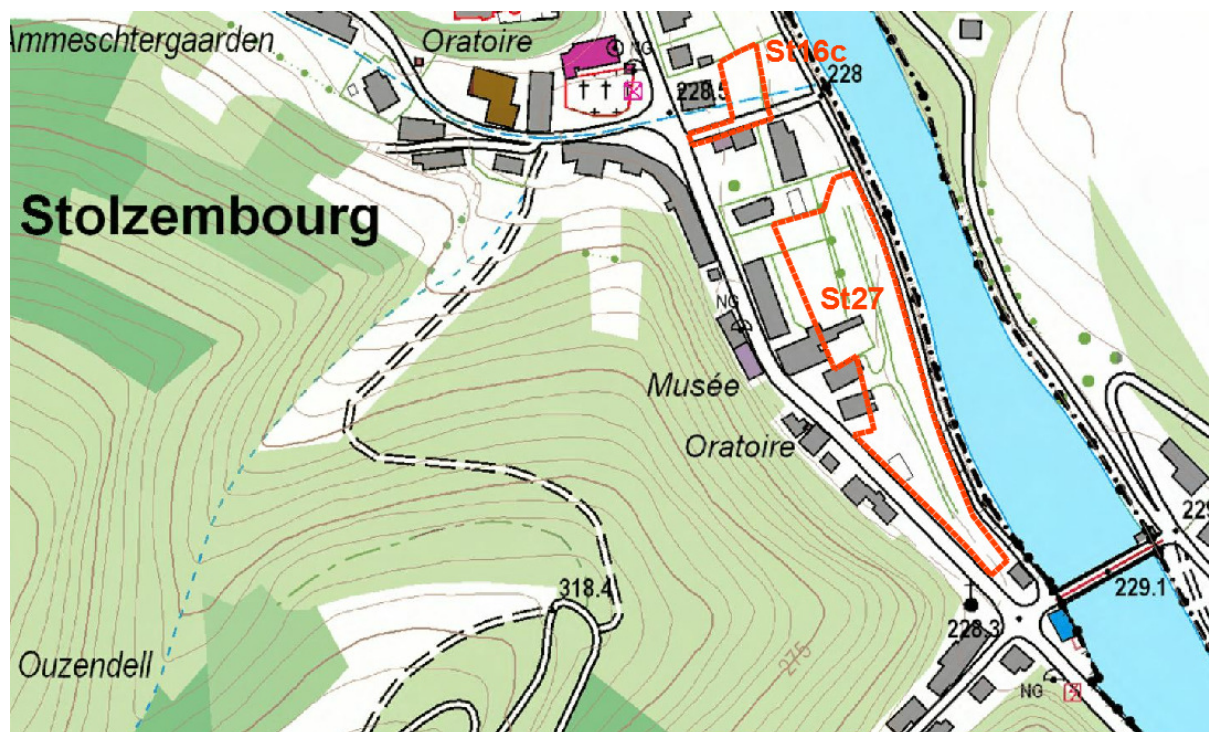 Ammeschtergaarden
Oratoire
NG
St16c
228.5
228
Stolzembourg
St27
NG
Musée
Oratoire
229.1
318.4
228.3
275
Ouzendell
NG